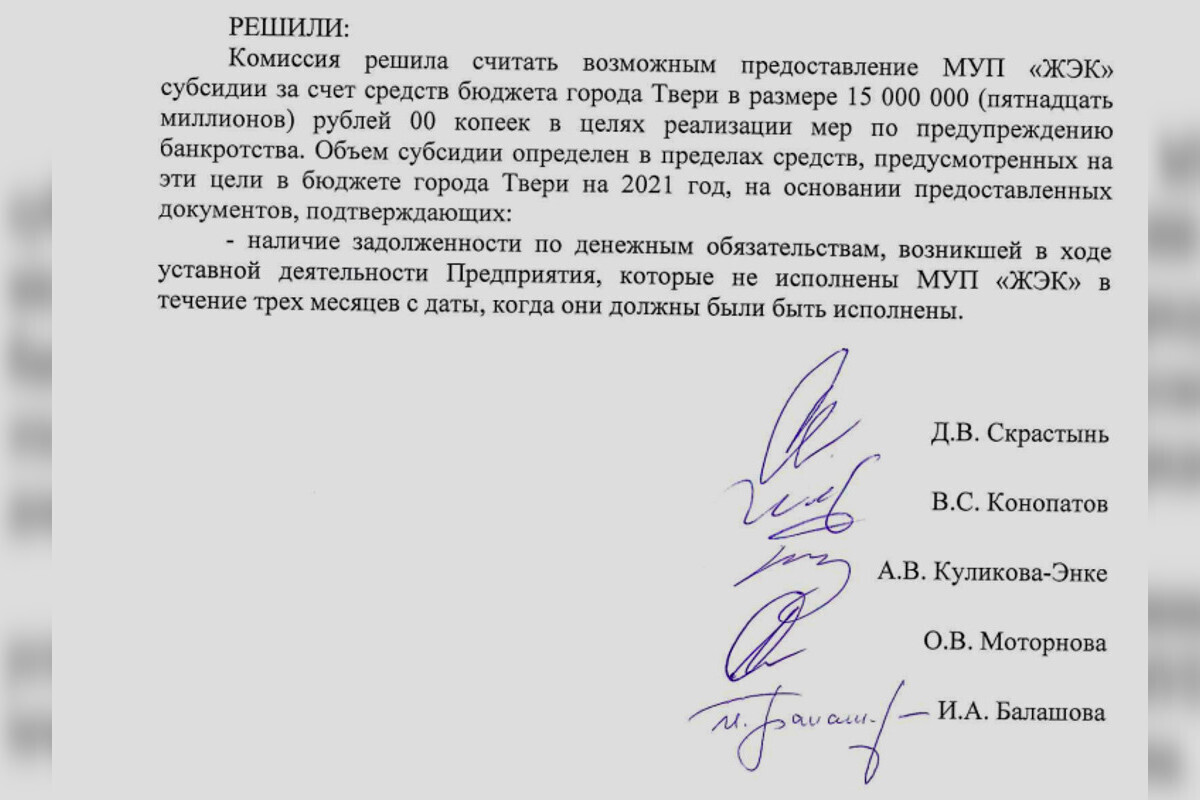 РЕШИЛИ:
Комиссия решила считать возможным предоставление МУП «ЖЭК»
субсидии за счет средств бюджета города Твери в размере 15 000 000 (пятнадцать
миллионов) рублей 00 копеек в целях реализации мер по предупреждению
банкротства. Объем субсидии определен в пределах средств, предусмотренных на
эти цели в бюджете города Твери на 2021 год, на основании предоставленных
документов, подтверждающих:
- наличие задолженности по денежным обязательствам, возникшей в ходе
уставной деятельности Предприятия, которые не исполнены МУП «ЖЭК» в
течение трех месяцев с даты, когда они должны были быть исполнены.
Д.В. Скрастынь
В.С. Конопатов
А.В. Куликова-Энке
О.В. Моторнова
И.А. Балашова